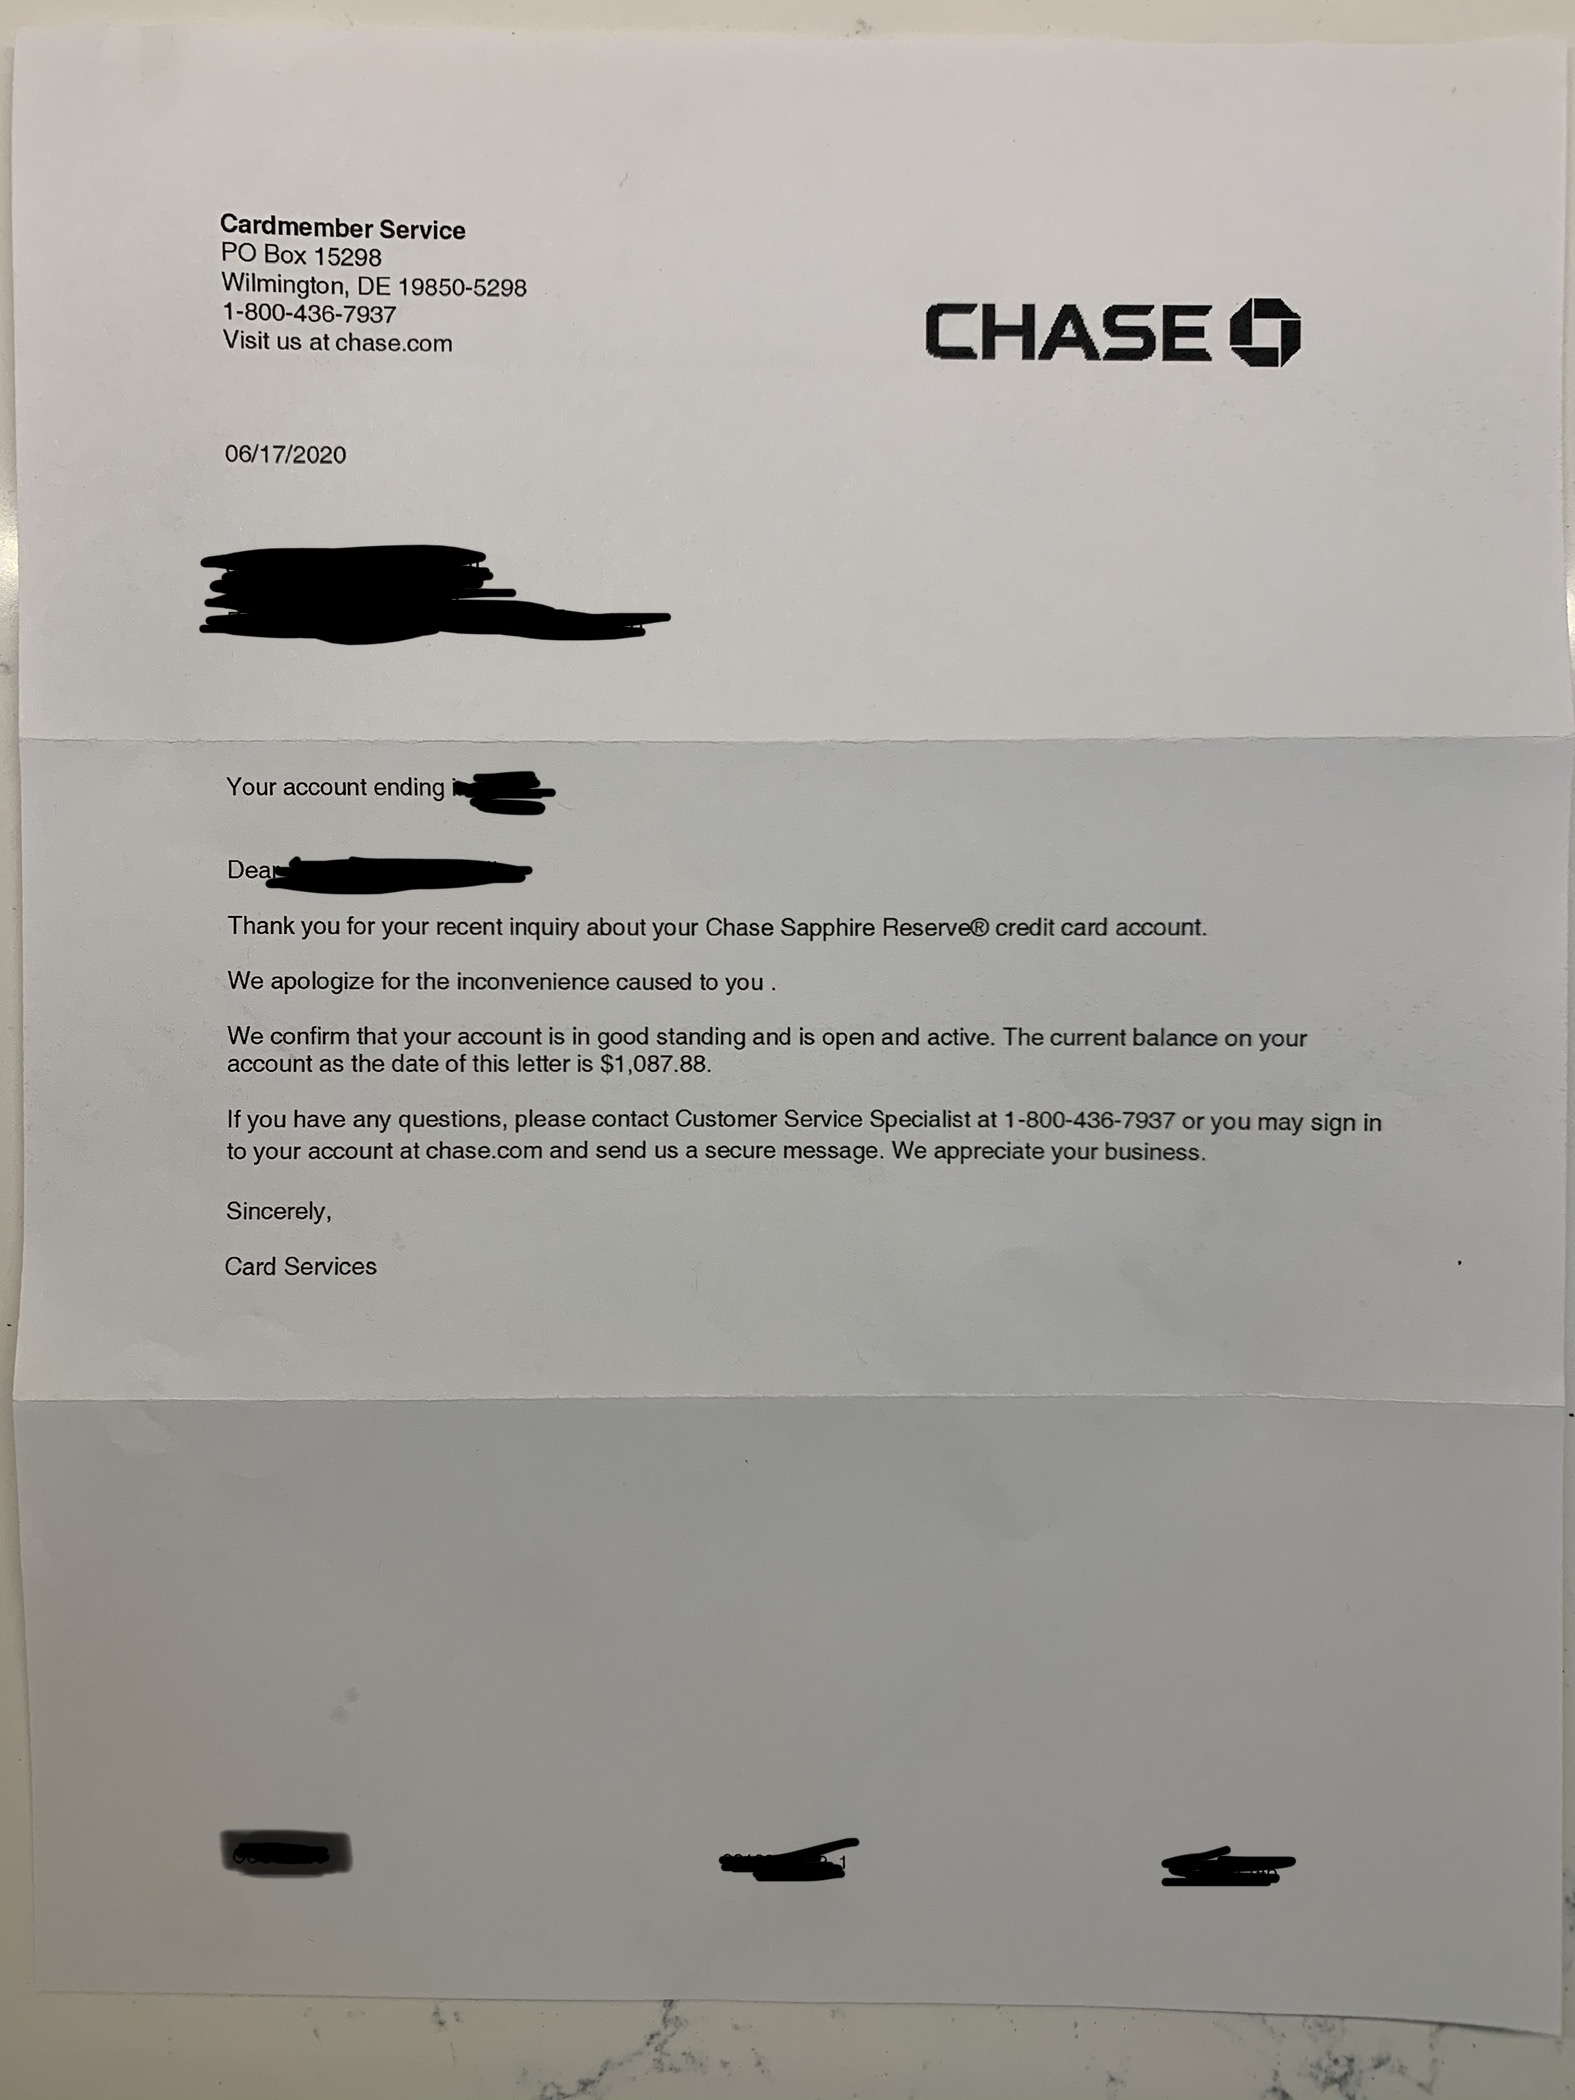 Cardmember Service
PO Box 15298
Wilmington, DE 19850-5298
1-800-436-7937
Visit us at chase.com
CHASE
06/17/2020
Your account ending
Dear
Thank you for your recent inquiry about your Chase Sapphire Reserve® credit card account.
We apologize for the inconvenience caused to you .
We confirm that your account is in good standing and is open and active. The current balance on your
account as the date of this letter is $1,087.88.
If you have any questions, please contact Customer Service Specialist at 1-800-436-7937 or you may sign in
to your account at chase.com and send us a secure message. We appreciate your business.
Sincerely,
Card Services